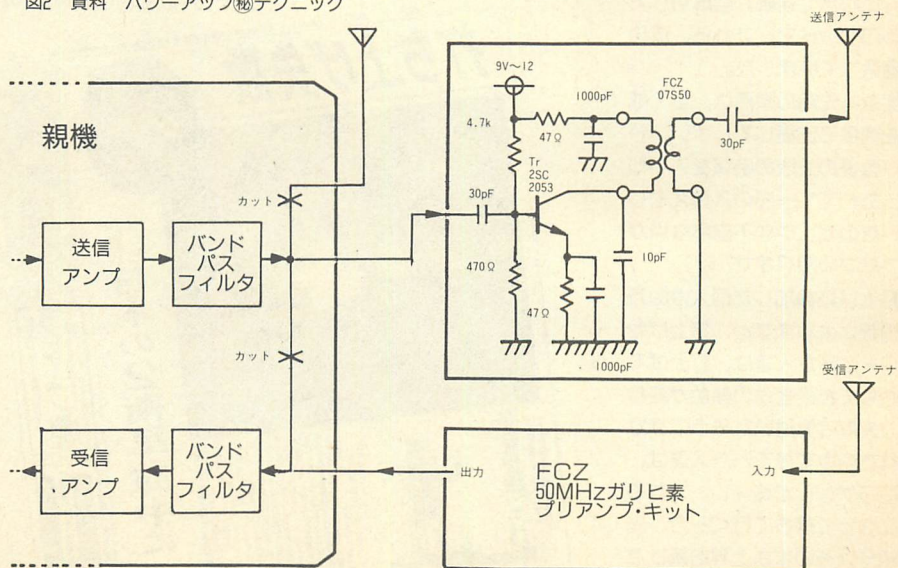 図2 資料 パワーアップ㊙テクニック
親機
送信
アンプ
バンド
パス
フィルタ
カット
カット
受信
アンプ
バンド
パス
フィルタ
送信アンテナ
9V〜12
4.7k
47Ω
1000pF
FCZ
07S50
30pF
Tr
2SC
2053
30pF
470Ω
47Ω
10pF
1000pF
受信アンテナ
出力
入力
FCZ
50MHzガリヒ素
プリアンプ・キット